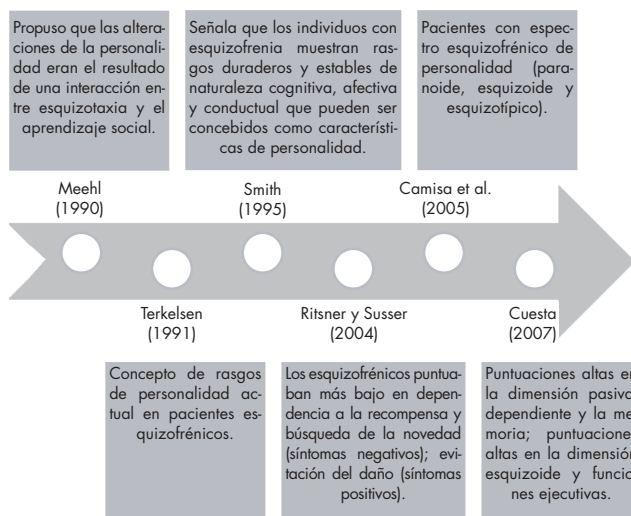 Propuso que las altera-
ciones de la personali-
dad eran el resultado
de una interacción en-
tre esquizotaxia y el
aprendizaje social.
Señala que los individuos con
esquizofrenia muestran ras-
gos duraderos y estables de
naturaleza cognitiva, afectiva
y conductual que pueden ser
concebidos como característi-
cas de personalidad.
Pacientes con espec-
tro esquizofrénico de
personalidad (para-
noide, esquizoide y
esquizotípico).
Meehl
(1990)
Smith
(1995)
Camisa et al.
(2005)
Terkelsen
(1991)
Ritsner y Susser
(2004)
Cuesta
(2007)
Concepto de rasgos
de personalidad ac-
tual en pacientes es-
quizofrénicos.
Los esquizofrénicos puntua-
ban más bajo en depen-
dencia a la recompensa y
búsqueda de la novedad
(síntomas negativos); evi-
tación del daño (síntomas
positivos).
Puntuaciones altas en
la dimensión pasiva
dependiente y la me
moria; puntuacione
altas en la dimensión
esquizoide y funcio
nes ejecutivas.